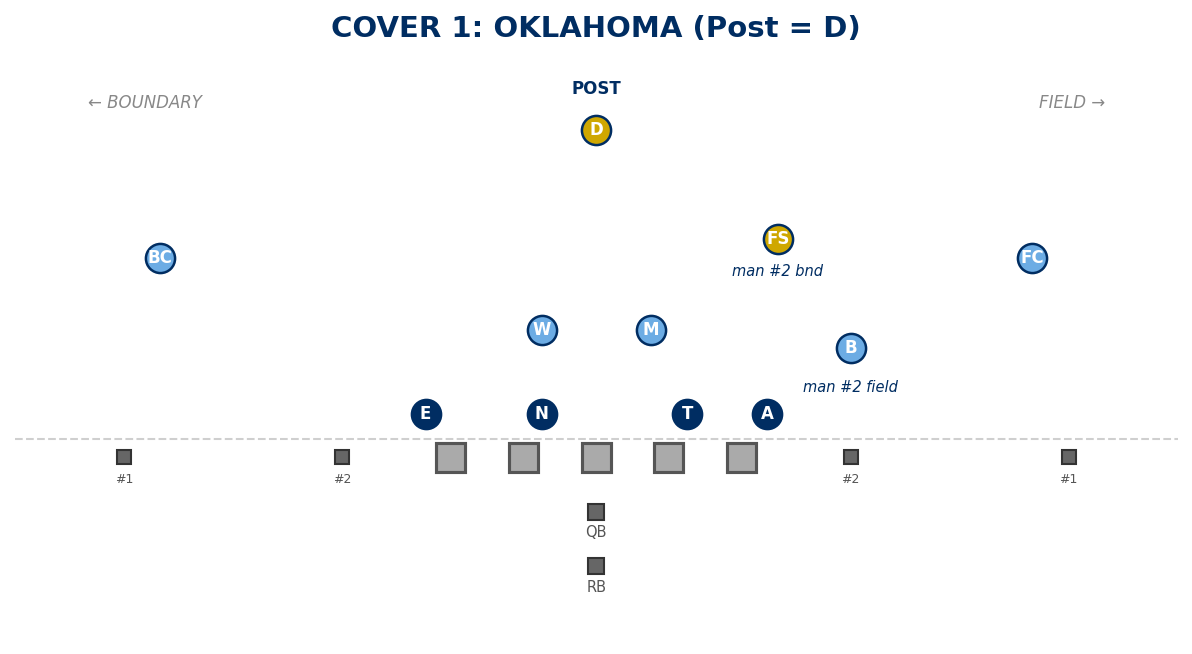 COVER 1: OKLAHOMA (Post = D)
POST
← BOUNDARY
FIELD →
D
FS
BC
FC
man #2 bnd
W
M
B
man #2 field
E
N
T
A
#1
#2
#2
#1
QB
RB